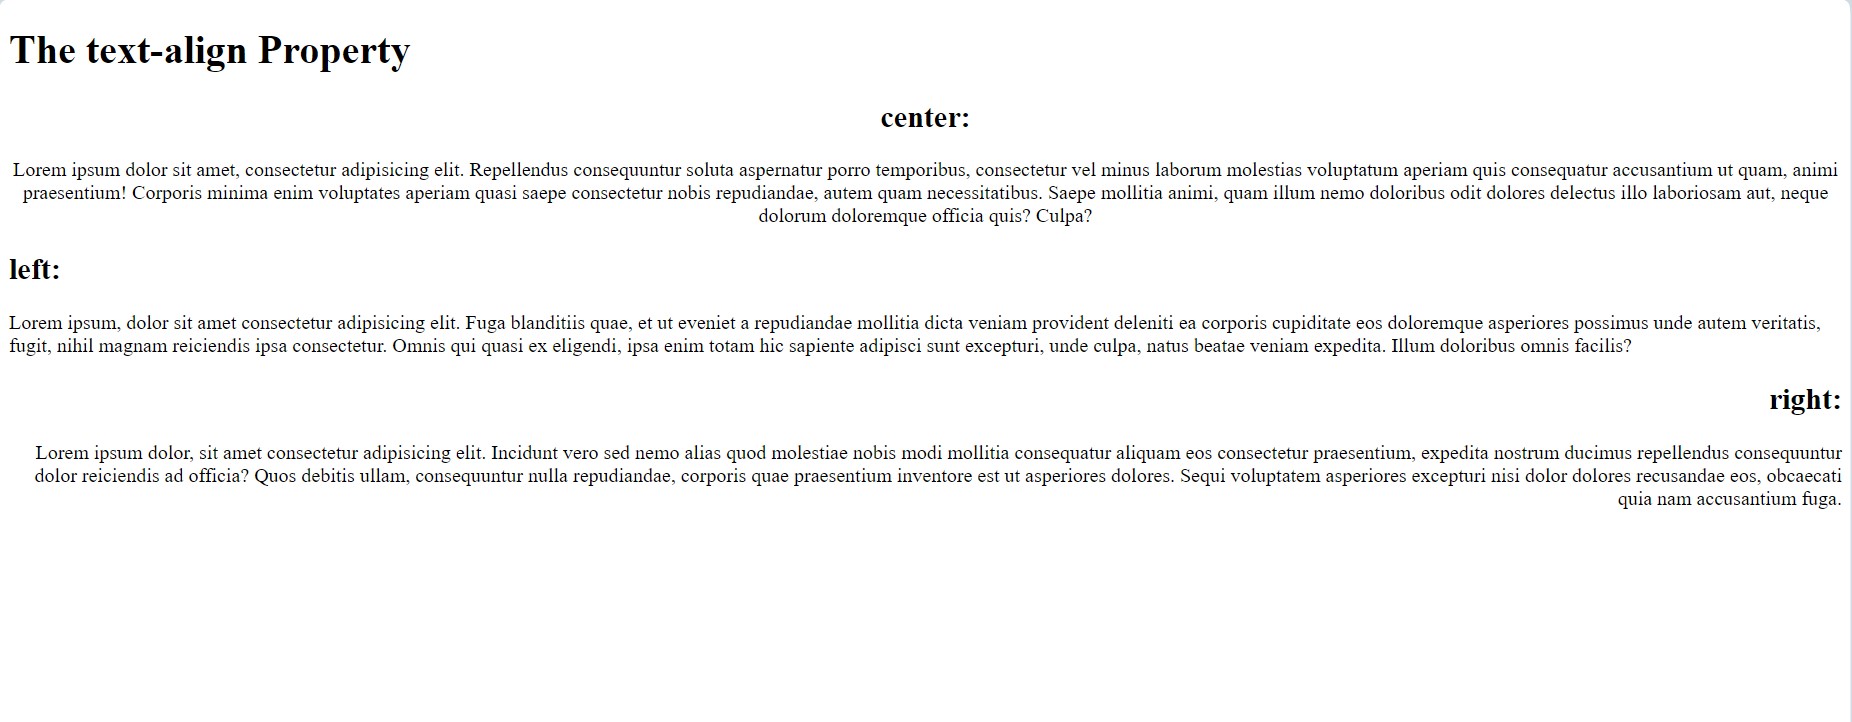 The text-align Property
center:
Lorem ipsum dolor sit amet, consectetur adipisicing elit. Repellendus consequuntur soluta aspernatur porro temporibus, consectetur vel minus laborum molestias voluptatum aperiam quis consequatur accusantium ut quam, animi
praesentium! Corporis minima enim voluptates aperiam quasi saepe consectetur nobis repudiandae, autem quam necessitatibus. Saepe mollitia animi, quam illum nemo doloribus odit dolores delectus illo laboriosam aut, neque
dolorum doloremque officia quis? Culpa?
left:
Lorem ipsum, dolor sit amet consectetur adipisicing elit. Fuga blanditiis quae, et ut eveniet a repudiandae mollitia dicta veniam provident deleniti ea corporis cupiditate eos doloremque asperiores possimus unde autem veritatis,
fugit, nihil magnam reiciendis ipsa consectetur. Omnis qui quasi ex eligendi, ipsa enim totam hic sapiente adipisci sunt excepturi, unde culpa, natus beatae veniam expedita. Illum doloribus omnis facilis?
right:
Lorem ipsum dolor, sit amet consectetur adipisicing elit. Incidunt vero sed nemo alias quod molestiae nobis modi mollitia consequatur aliquam eos consectetur praesentium, expedita nostrum ducimus repellendus consequuntur
dolor reiciendis ad officia? Quos debitis ullam, consequuntur nulla repudiandae, corporis quae praesentium inventore est ut asperiores dolores. Sequi voluptatem asperiores excepturi nisi dolor dolores recusandae eos, obcaecati
quia nam accusantium fuga.